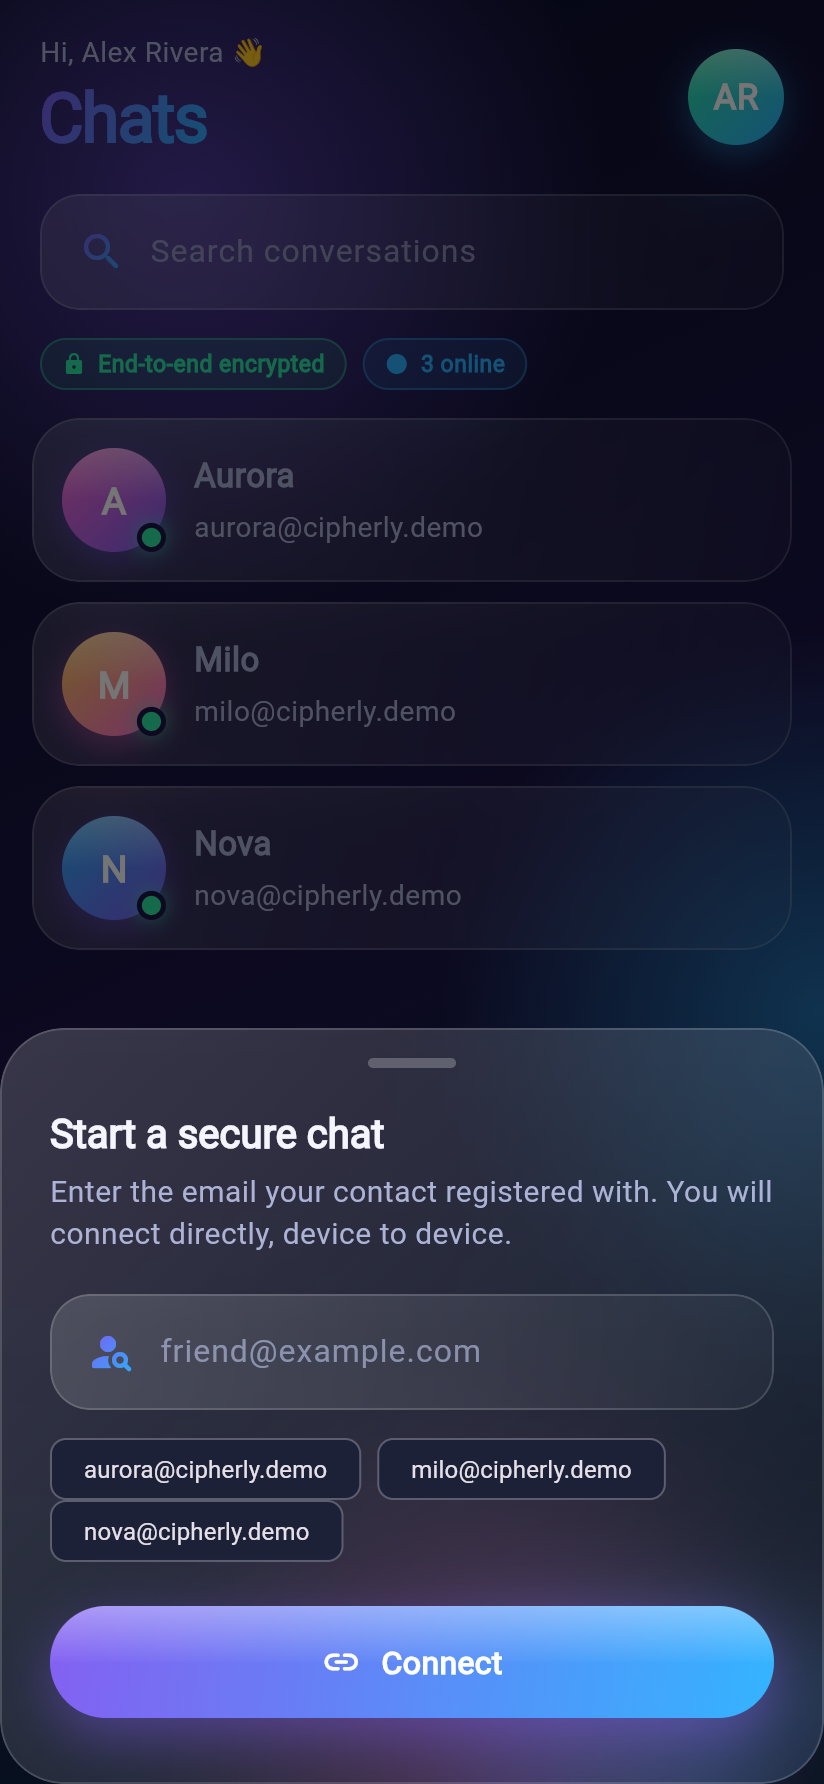 Hi, Alex Rivera 👋
Chats
AR
Search conversations
End-to-end encrypted
3 online
A
Aurora
aurora@cipherly.demo
M
Milo
milo@cipherly.demo
N
Nova
nova@cipherly.demo
Start a secure chat
Enter the email your contact registered with. You will
connect directly, device to device.
friend@example.com
aurora@cipherly.demo
milo@cipherly.demo
nova@cipherly.demo
Connect